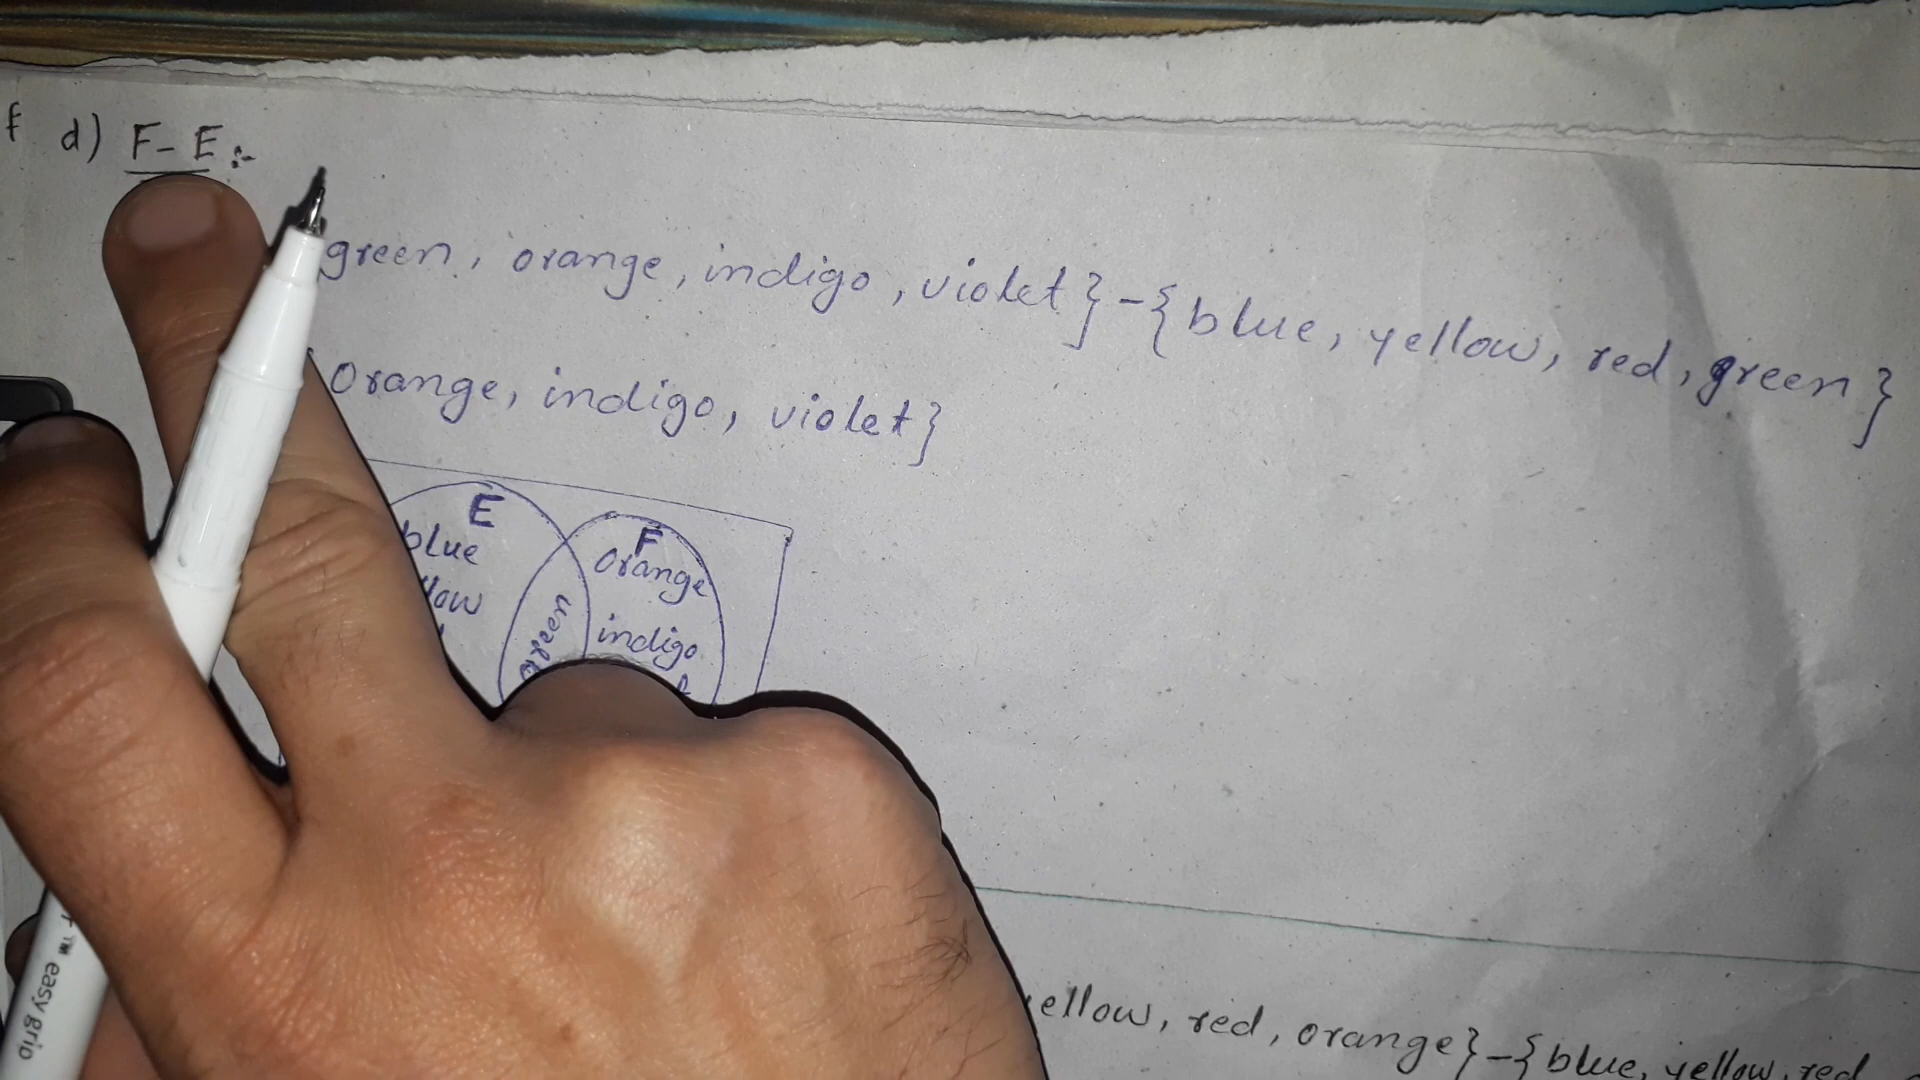 f d) F- E:-
green, orange, indigo, violet} - {blue, yellow, red, green}
orange, indigo, violet}
E
F
blue
orange
green
indigo
ellow, red, orange} - {blue, yellow, red
easy grip